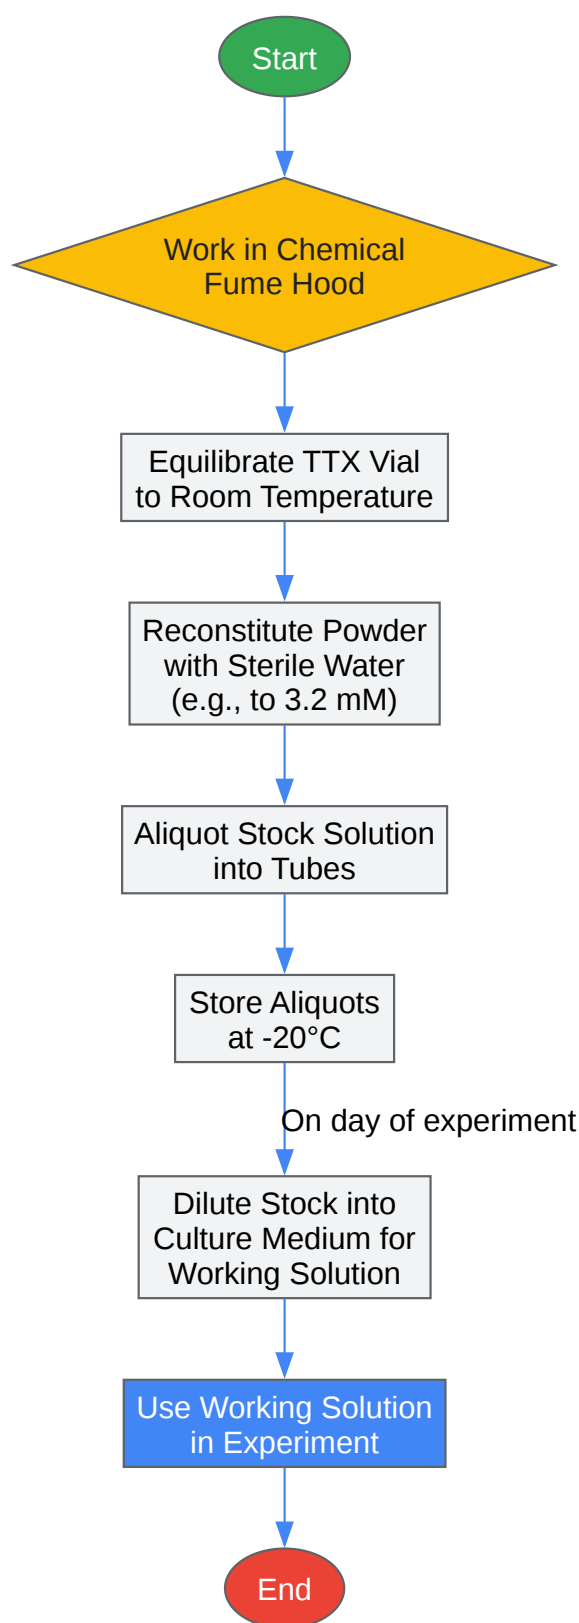 Start
Work in Chemical
Fume Hood
Equilibrate TTX Vial
to Room Temperature
Reconstitute Powder
with Sterile Water
(e.g., to 3.2 mM)
Aliquot Stock Solution
into Tubes
Store Aliquots
at -20°C
On day of experiment
Dilute Stock into
Culture Medium for
Working Solution
Use Working Solution
in Experiment
End